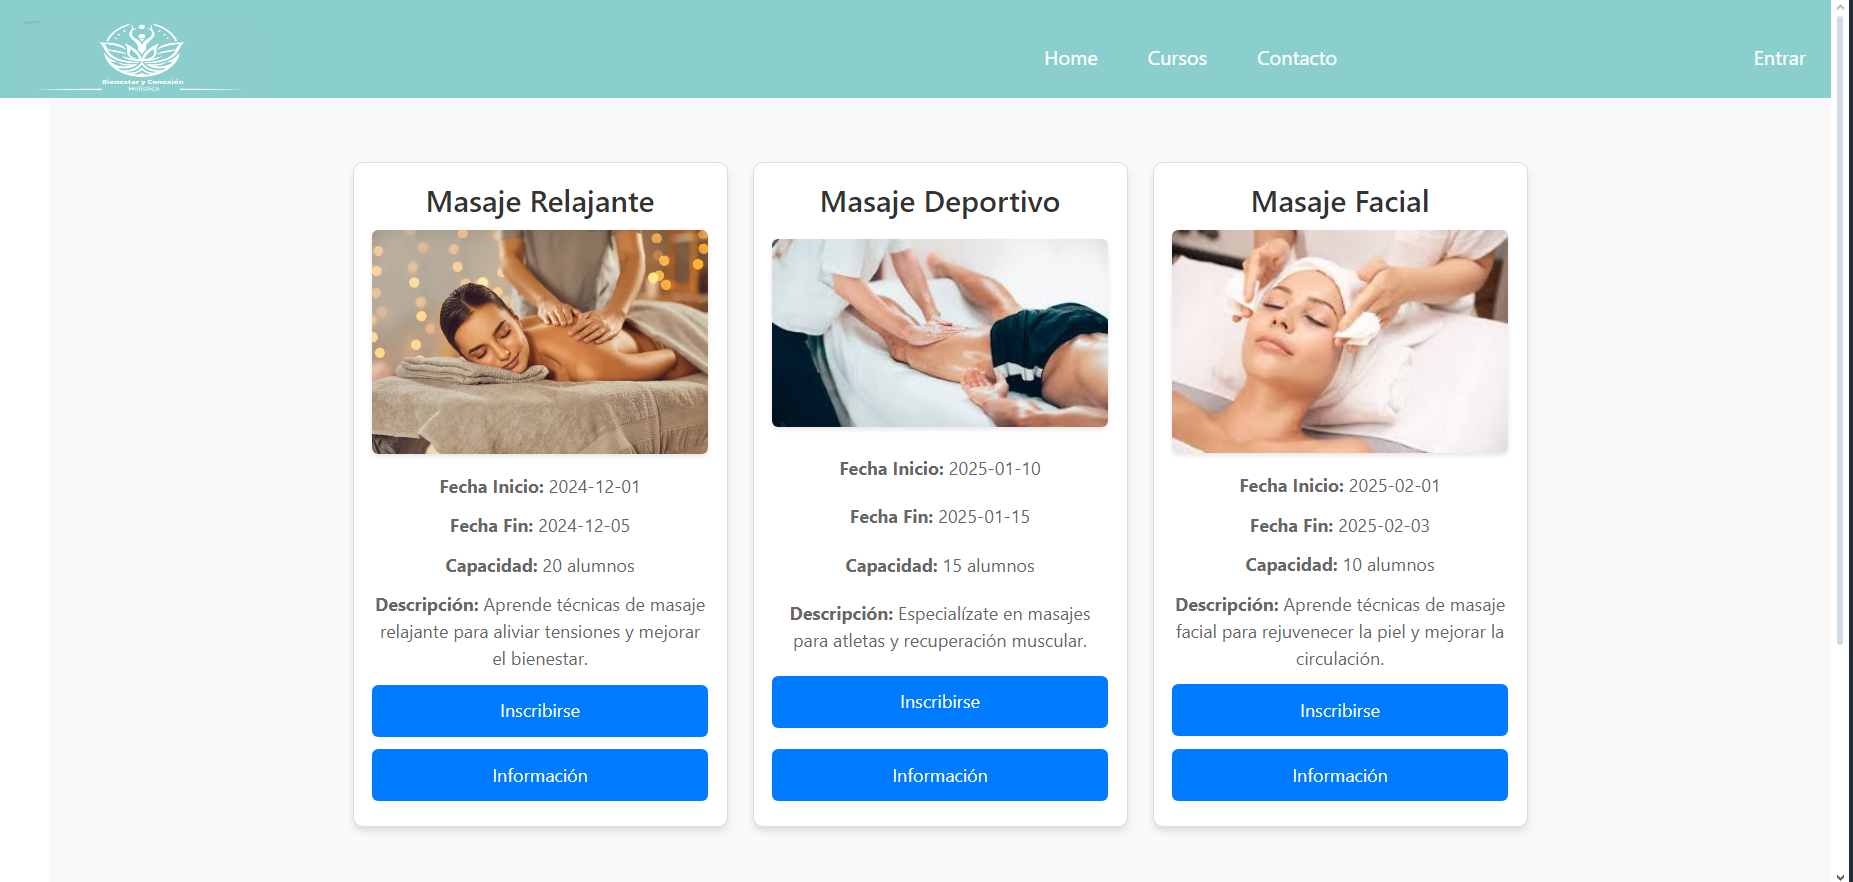 Bienestar y Conexión
Holística
Home
Cursos
Contacto
Entrar
Masaje Relajante
Fecha Inicio: 2024-12-01
Fecha Fin: 2024-12-05
Capacidad: 20 alumnos
Descripción: Aprende técnicas de masaje
relajante para aliviar tensiones y mejorar
el bienestar.
Inscribirse
Información
Masaje Deportivo
Fecha Inicio: 2025-01-10
Fecha Fin: 2025-01-15
Capacidad: 15 alumnos
Descripción: Especialízate en masajes
para atletas y recuperación muscular.
Inscribirse
Información
Masaje Facial
Fecha Inicio: 2025-02-01
Fecha Fin: 2025-02-03
Capacidad: 10 alumnos
Descripción: Aprende técnicas de masaje
facial para rejuvenecer la piel y mejorar la
circulación.
Inscribirse
Información